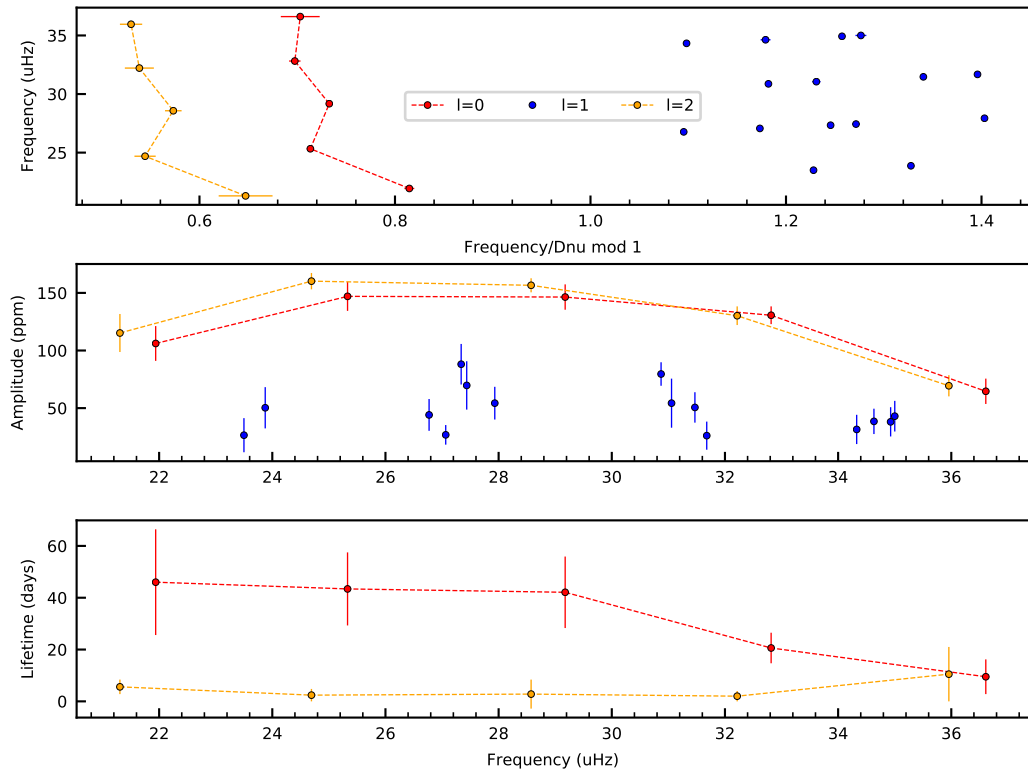 Frequency (uHz)
35
30
25
l=0 l=1 l=2
0.6 0.8 1.0 1.2 1.4
Frequency/Dnu mod 1
Amplitude (ppm)
150
100
50
22 24 26 28 30 32 34 36
Lifetime (days)
60
40
20
0
22 24 26 28 30 32 34 36
Frequency (uHz)